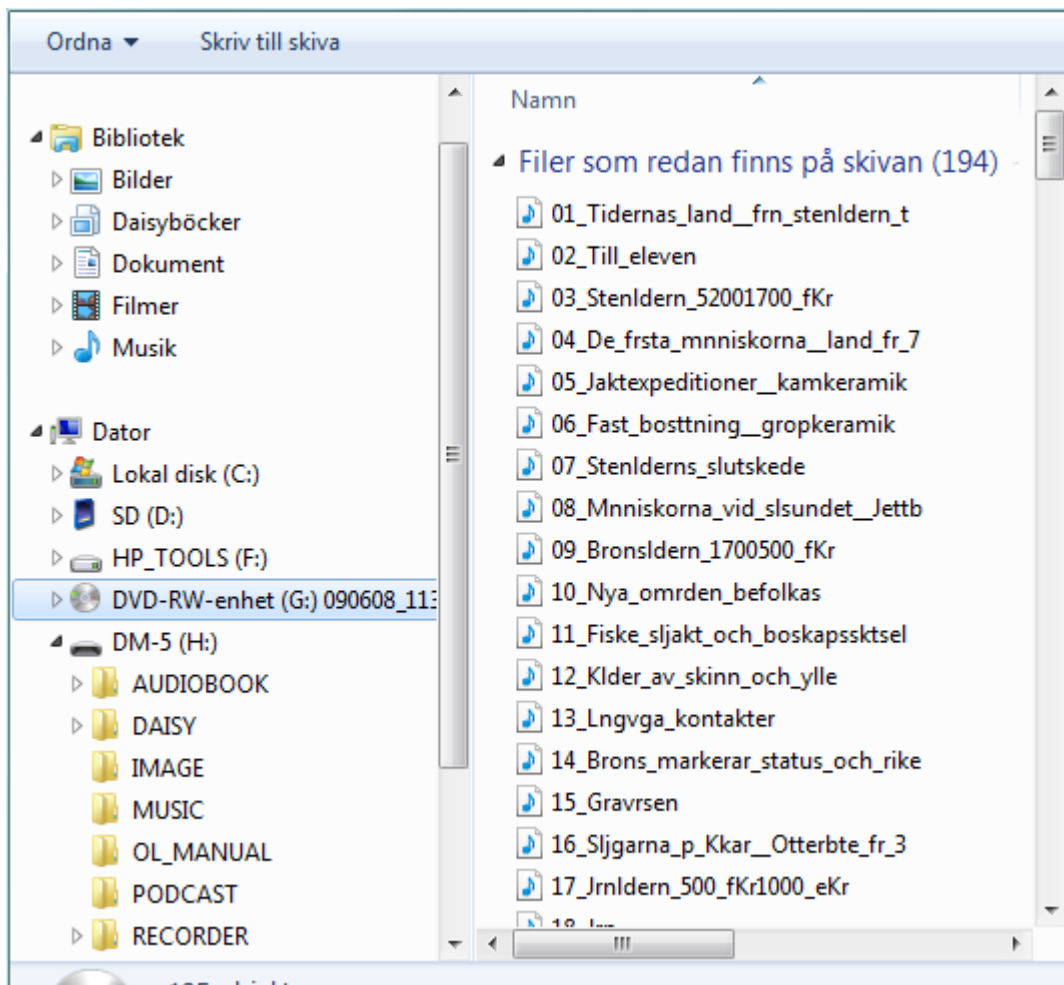 Ordna
Skriv till skiva
Bibliotek
Bilder
Daisyböcker
Dokument
Filmer
Musik
Dator
Lokal disk (C:)
SD (D:)
HP_TOOLS (F:)
DVD-RW-enhet (G:) 090608_113
DM-5 (H:)
AUDIOBOOK
DAISY
IMAGE
MUSIC
OL_MANUAL
PODCAST
RECORDER
Namn
Filer som redan finns på skivan (194)
01_Tidernas_land__frn_stenldern_t
02_Till_eleven
03_Stenldern_52001700_fKr
04_De_frsta_mnniskorna__land_fr_7
05_Jaktexpeditioner__kamkeramik
06_Fast_bosttning__gropkeramik
07_Stenlderns_slutskede
08_Mnniskorna_vid_slsundet__Jettb
09_Bronsldern_1700500_fKr
10_Nya_omrden_befolkas
11_Fiske_sljakt_och_boskapssktsel
12_Klder_av_skinn_och_ylle
13_Lngvga_kontakter
14_Brons_markerar_status_och_rike
15_Gravrsen
16_Sljgarna_p_Kkar__Otterbte_fr_3
17_Jrnldern_500_fKr1000_eKr